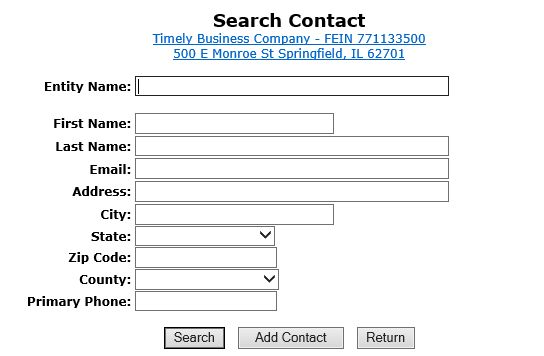 Search Contact
Timely Business Company - FEIN 771133500
500 E Monroe St Springfield, IL 62701
Entity Name:
First Name:
Last Name:
Email:
Address:
City:
State:
Zip Code:
County:
Primary Phone:
Search Add Contact Return